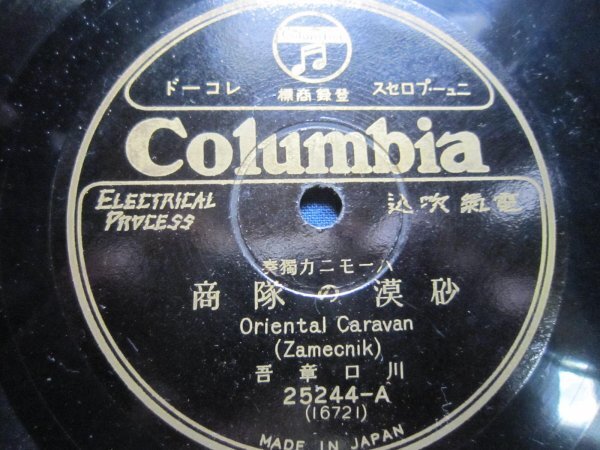 ニュー・プロセス 登録商標 レコード
Columbia
ELECTRICAL PROCESS
電氣吹込
ハーモニカ獨奏
砂漠の隊商
Oriental Caravan
(Zamecnik)
川口章吾
25244-A
(16721)
MADE IN JAPAN